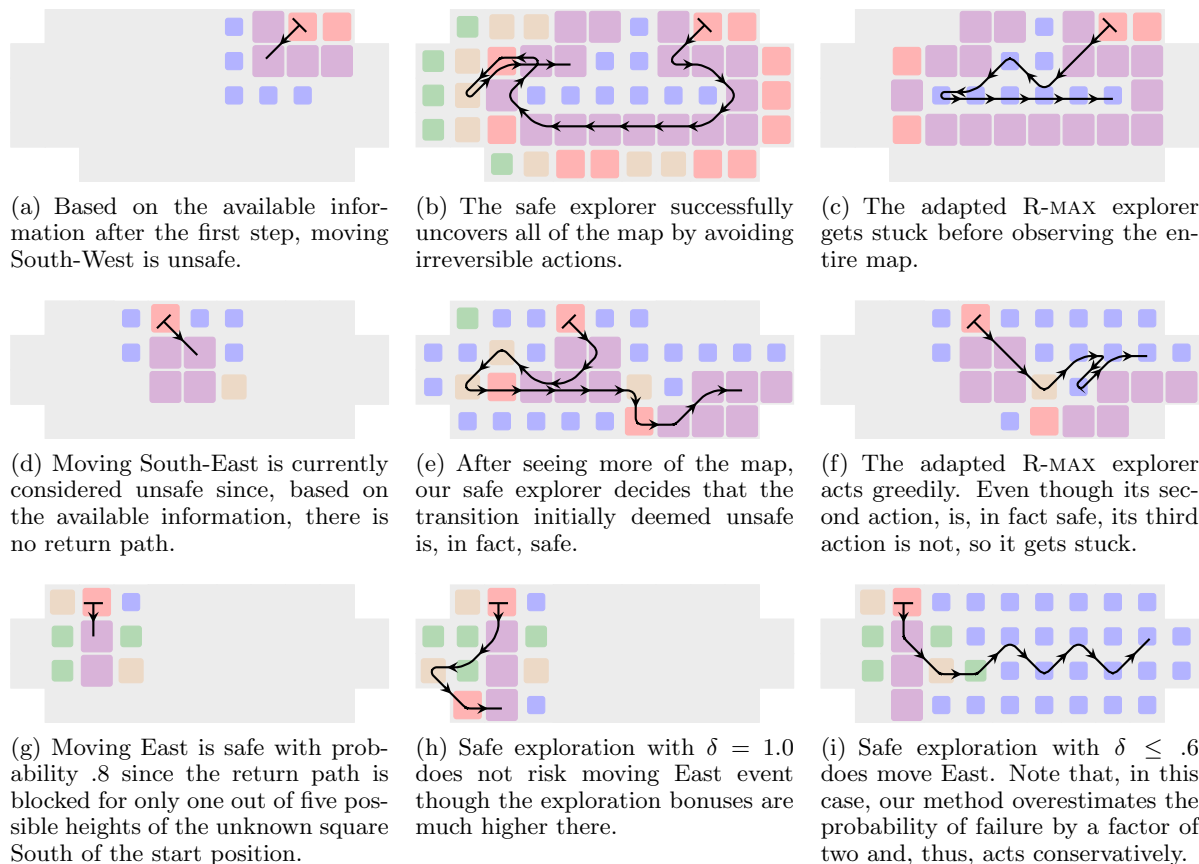 (a) Based on the available infor-
mation after the first step, moving
South-West is unsafe.
(b) The safe explorer successfully
uncovers all of the map by avoiding
irreversible actions.
(c) The adapted R-MAX explorer
gets stuck before observing the en-
tire map.
(d) Moving South-East is currently
considered unsafe since, based on
the available information, there is
no return path.
(e) After seeing more of the map,
our safe explorer decides that the
transition initially deemed unsafe
is, in fact, safe.
(f) The adapted R-MAX explorer
acts greedily. Even though its sec-
ond action, is, in fact safe, its third
action is not, so it gets stuck.
(g) Moving East is safe with prob-
ability .8 since the return path is
blocked for only one out of five pos-
sible heights of the unknown square
South of the start position.
(h) Safe exploration with δ = 1.0
does not risk moving East event
though the exploration bonuses are
much higher there.
(i) Safe exploration with δ ≤ .6
does move East. Note that, in this
case, our method overestimates the
probability of failure by a factor of
two and, thus, acts conservatively.